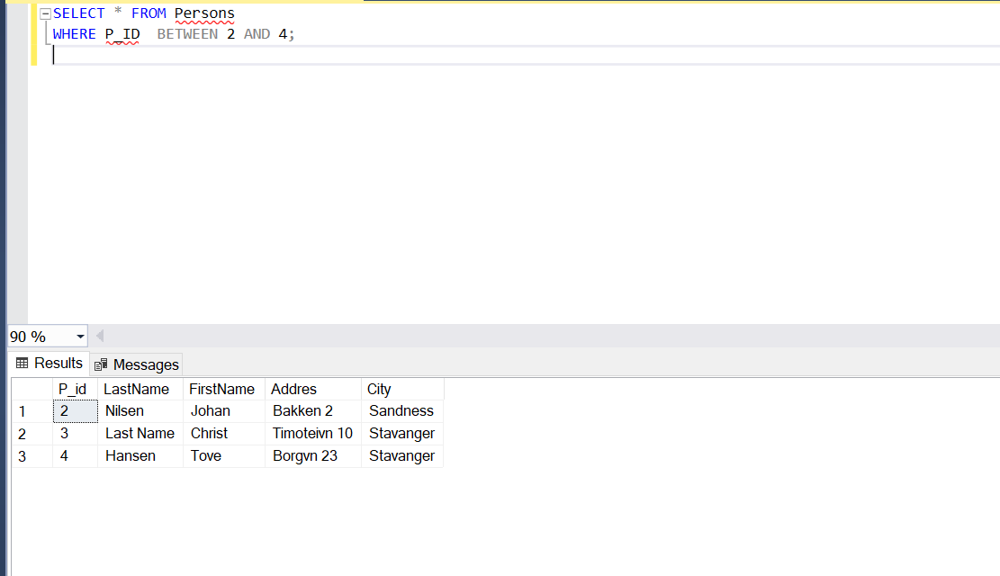 SELECT * FROM Persons
WHERE P_ID  BETWEEN 2 AND 4;
90 %
Results Messages
P_id LastName FirstName Addres City
1 2 Nilsen Johan Bakken 2 Sandness
2 3 Last Name Christ Timoteivn 10 Stavanger
3 4 Hansen Tove Borgvn 23 Stavanger